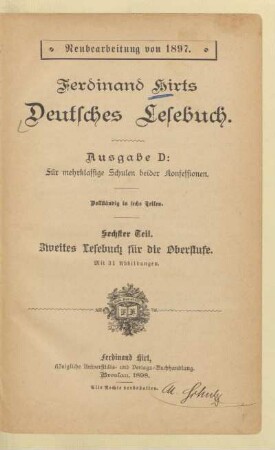 Neubearbeitung von 1897.
Ferdinand Hirts
Deutsches Lesebuch.
Ausgabe D:
Für mehrklassige Schulen beider Konfessionen.
Vollständig in sechs Teilen.
Sechster Teil.
Zweites Lesebuch für die Oberstufe.
Mit 31 Abbildungen.
Ferdinand Hirt,
Königliche Universitäts- und Verlags-Buchhandlung.
Breslau, 1898.
Alle Rechte vorbehalten.